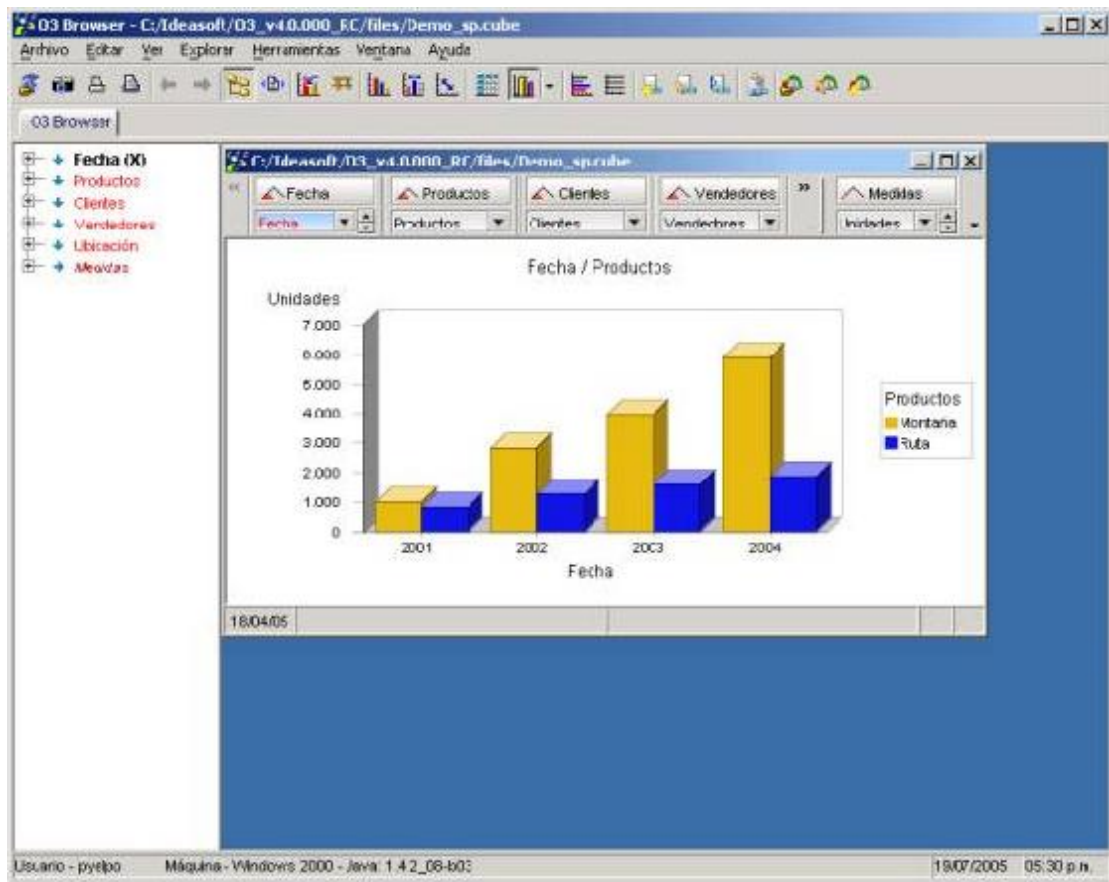 O3 Browser - C:/Ideasoft/O3_v4.0.000_RC/files/Demo_sp.cube
Archivo Editar Ver Explorar Herramientas Ventana Ayuda
O3 Browser
Fecha (X)
Productos
Clientes
Vendedores
Ubicación
Medidas
C:/Ideasoft/O3_v4.0.000_RC/files/Demo_sp.cube
Fecha Productos Clientes Vendedores Medidas
Fecha Productos Clientes Vendedores Unidades
Fecha / Productos
Unidades
7.000
6.000
5.000
4.000
3.000
2.000
1.000
0
2001 2002 2003 2004
Fecha
Productos
Montaña
Ruta
18/04/05
Usuario - pyelpo Máquina - Windows 2000 - Java: 1.4.2_08-b03 19/07/2005 05:30 p.m.